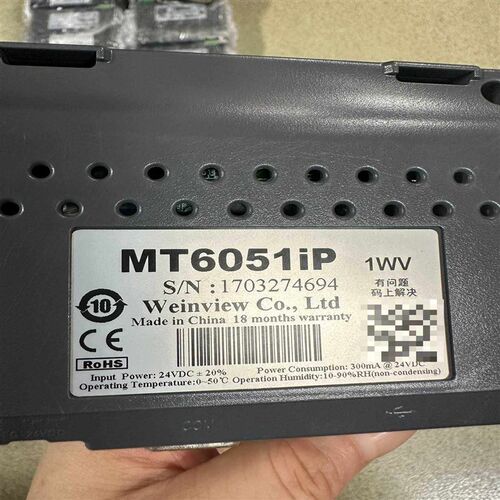 MT6051iP 1WV
S/N :1703274694
有问题
码上解决
Weinview Co., Ltd
Made in China 18 months warranty
10
CE
RoHS
Input Power: 24VDC ± 20% Power Consumption: 300mA @ 24VDC
Operating Temperature:0~50℃ Operation Humidity:10-90%RH(non-condensing)
COM